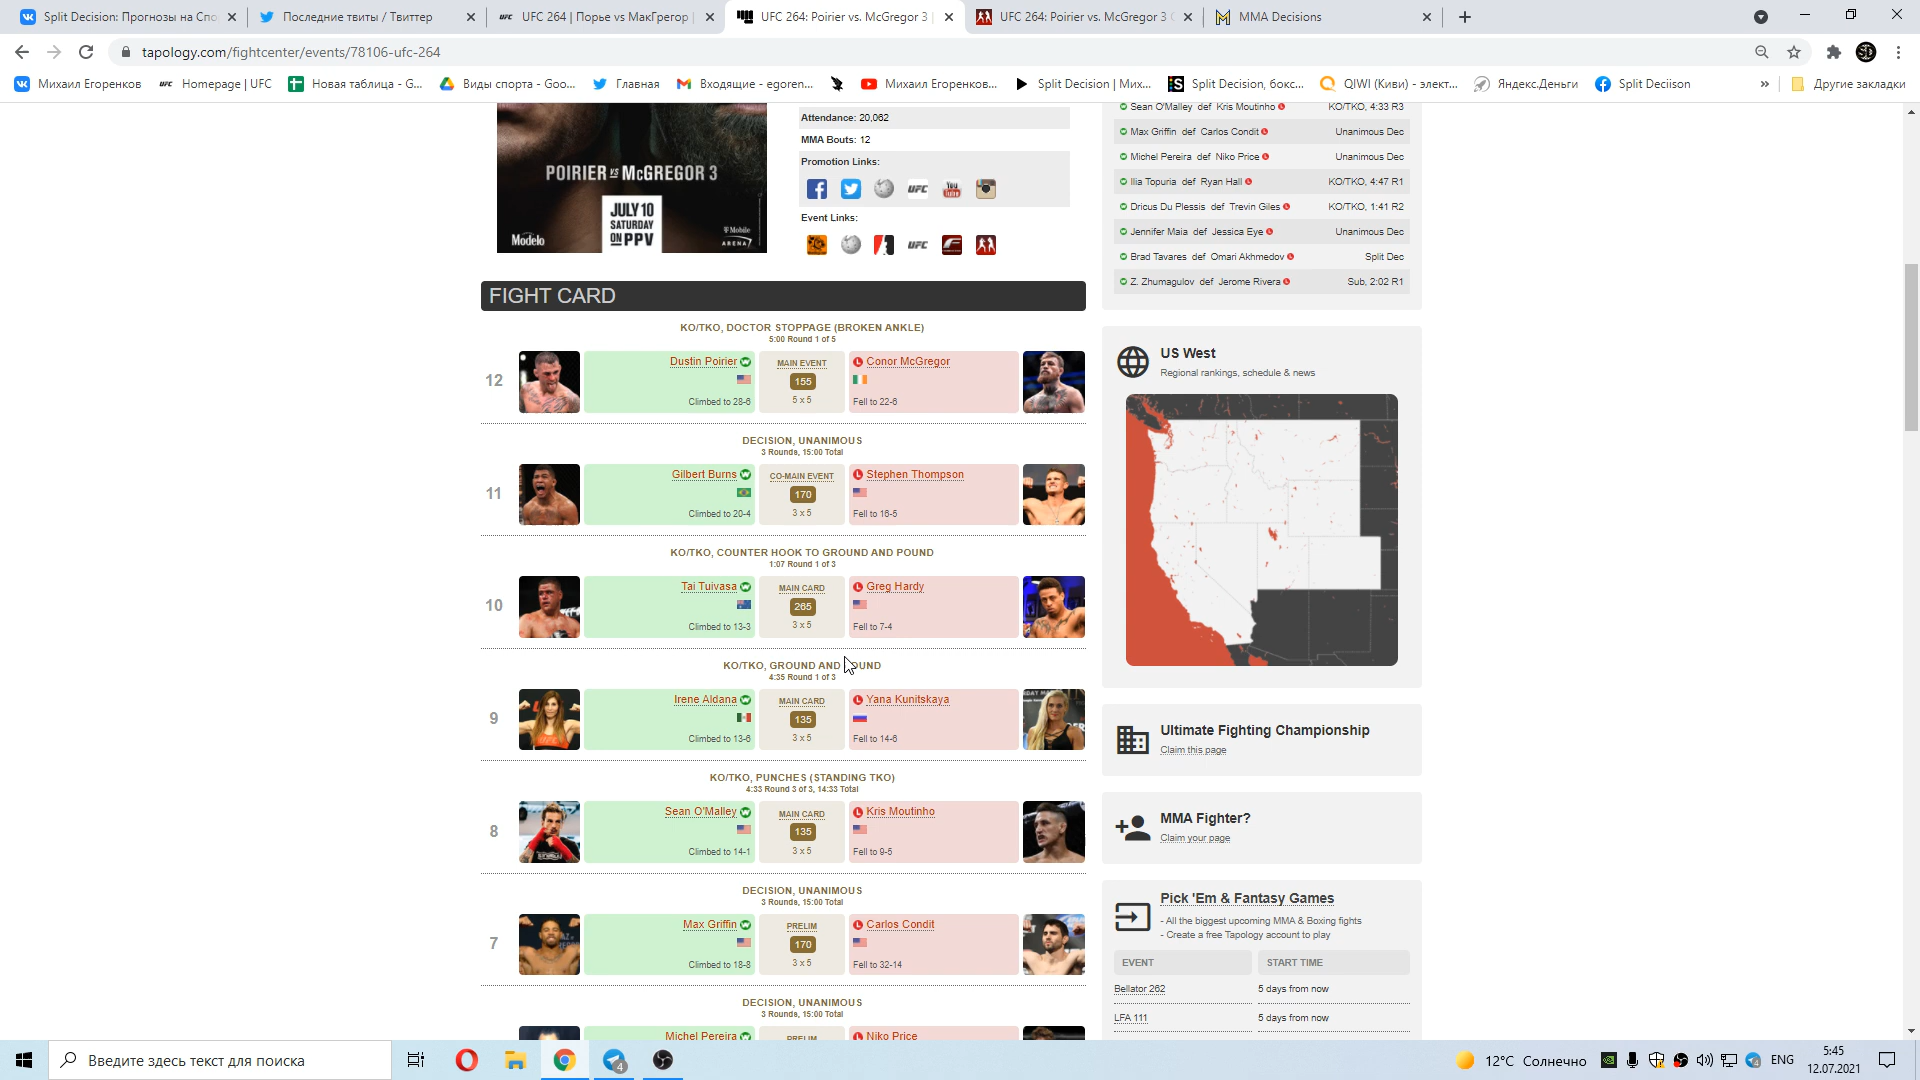 Split Decision: Прогнозы на Спо
Последние твиты / Твиттер
UFC 264 | Порье vs МакГрегор |
UFC 264: Poirier vs. McGregor 3 |
UFC 264: Poirier vs. McGregor 3
MMA Decisions
tapology.com/fightcenter/events/78106-ufc-264
Михаил Егоренков
Homepage | UFC
Новая таблица - G...
Виды спорта - Goo...
Главная
Входящие - egoren...
Михаил Егоренков...
Split Decision | Мих...
Split Decision, бокс...
QIWI (Киви) - элект...
Яндекс.Деньги
Split Deciison
»
Другие закладки
POIRIER VS McGREGOR 3
JULY 10
SATURDAY
ON PPV
Modelo
T Mobile
ARENA
Attendance: 20,062
MMA Bouts: 12
Promotion Links:
UFC
You
Tube
Event Links:
UFC
Sean O'Malley def Kris Moutinho KO/TKO, 4:33 R3
Max Griffin def Carlos Condit Unanimous Dec
Michel Pereira def Niko Price Unanimous Dec
Ilia Topuria def Ryan Hall KO/TKO, 4:47 R1
Dricus Du Plessis def Trevin Giles KO/TKO, 1:41 R2
Jennifer Maia def Jessica Eye Unanimous Dec
Brad Tavares def Omari Akhmedov Split Dec
Z. Zhumagulov def Jerome Rivera Sub, 2:02 R1
FIGHT CARD
KO/TKO, DOCTOR STOPPAGE (BROKEN ANKLE)
5:00 Round 1 of 5
12
Dustin Poirier W
Climbed to 28-6
MAIN EVENT
155
5 x 5
L Conor McGregor
Fell to 22-6
DECISION, UNANIMOUS
3 Rounds, 15:00 Total
11
Gilbert Burns W
Climbed to 20-4
CO-MAIN EVENT
170
3 x 5
L Stephen Thompson
Fell to 16-5
KO/TKO, COUNTER HOOK TO GROUND AND POUND
1:07 Round 1 of 3
10
Tai Tuivasa W
Climbed to 13-3
MAIN CARD
265
3 x 5
L Greg Hardy
Fell to 7-4
KO/TKO, GROUND AND POUND
4:35 Round 1 of 3
9
Irene Aldana W
Climbed to 13-6
MAIN CARD
135
3 x 5
L Yana Kunitskaya
Fell to 14-6
KO/TKO, PUNCHES (STANDING TKO)
4:33 Round 3 of 3, 14:33 Total
8
Sean O'Malley W
Climbed to 14-1
MAIN CARD
135
3 x 5
L Kris Moutinho
Fell to 9-5
DECISION, UNANIMOUS
3 Rounds, 15:00 Total
7
Max Griffin W
Climbed to 18-8
PRELIM
170
3 x 5
L Carlos Condit
Fell to 32-14
DECISION, UNANIMOUS
3 Rounds, 15:00 Total
Michel Pereira W
PRELIM
L Niko Price
US West
Regional rankings, schedule & news
Ultimate Fighting Championship
Claim this page
MMA Fighter?
Claim your page
Pick 'Em & Fantasy Games
- All the biggest upcoming MMA & Boxing fights
- Create a free Tapology account to play
EVENT START TIME
Bellator 262 5 days from now
LFA 111 5 days from now
Введите здесь текст для поиска
4
12°C Солнечно
ENG
5:45
12.07.2021